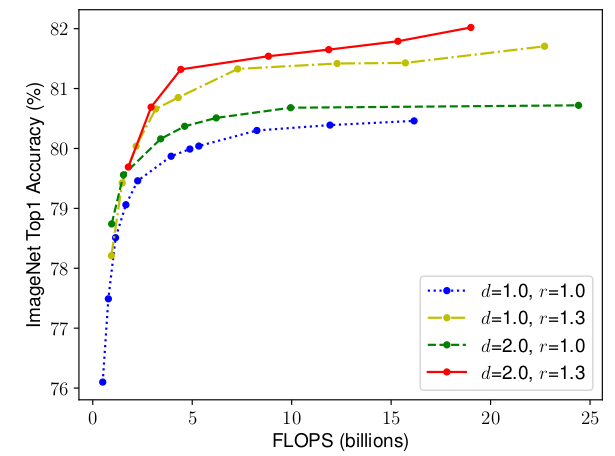 ImageNet Top1 Accuracy (%)
82
81
80
79
78
77
76
d=1.0, r=1.0
d=1.0, r=1.3
d=2.0, r=1.0
d=2.0, r=1.3
0 5 10 15 20 25
FLOPS (billions)